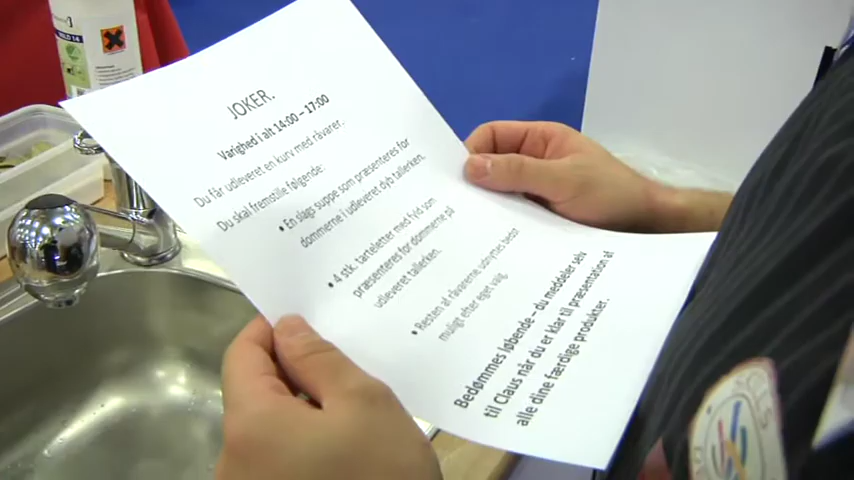 JOKER.
Varighed i alt 14:00 – 17:00
Du får udleveret en kurv med råvarer.
Du skal fremstille følgende:
• En slags suppe som præsenteres for
dommerne i udleveret dyb tallerken.
• 4 stk. tarteletter med fyld som
præsenteres for dommerne på
udleveret tallerken.
• Resten af råvarerne udnyttes bedst
muligt efter eget valg.
Bedømmes løbende – du meddeler selv
til Claus når du er klar til præsentation af
alle dine færdige produkter.